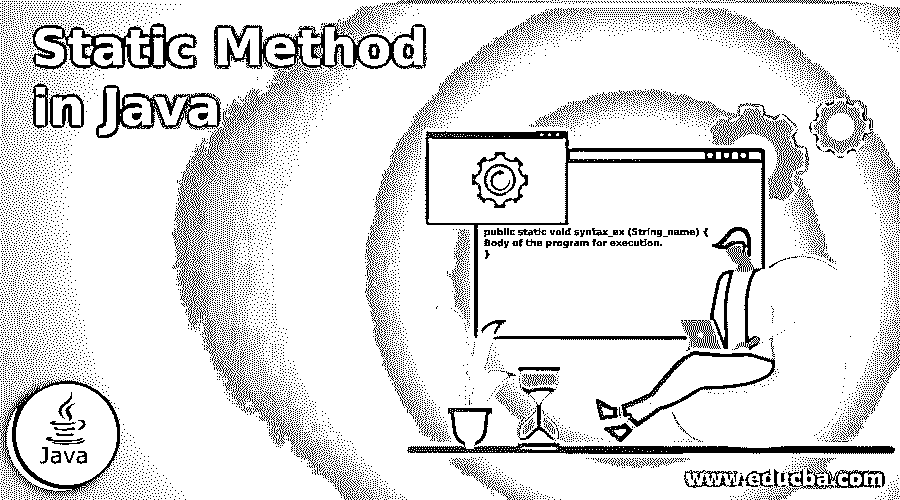 Static Method
in Java
public static void syntax_ex (String_name) {
Body of the program for execution.
}
Java
www.educba.com